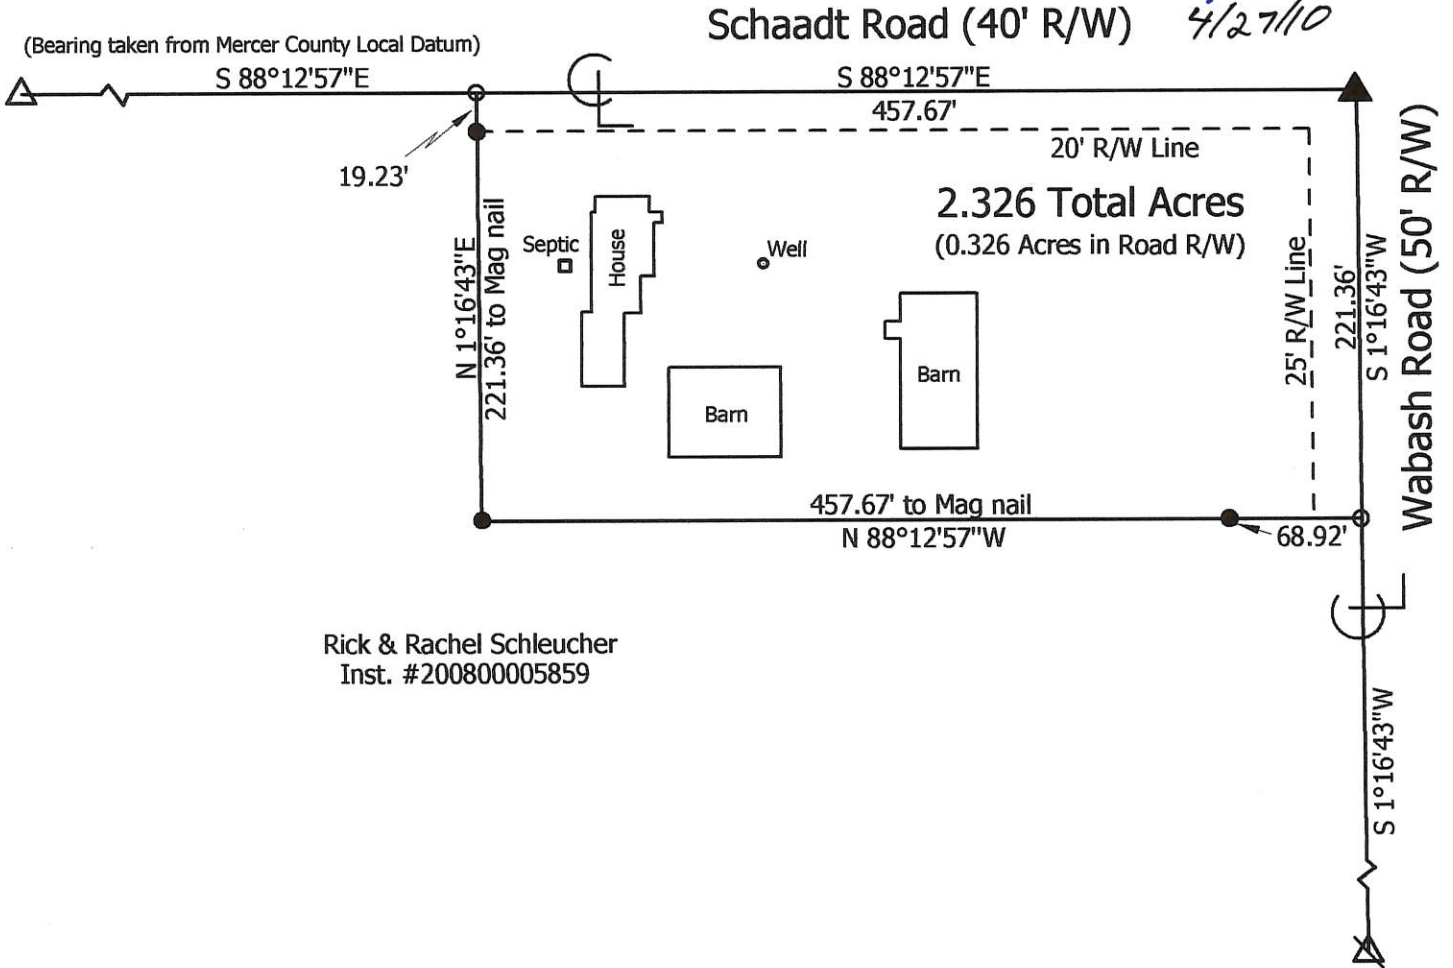 Schaadt Road (40' R/W) 4/27/10
(Bearing taken from Mercer County Local Datum)
S 88°12'57"E
S 88°12'57"E
457.67'
20' R/W Line
19.23'
2.326 Total Acres
(0.326 Acres in Road R/W)
N 1°16'43"E
221.36' to Mag nail
Septic
House
Well
Barn
Barn
25' R/W Line
221.36'
S 1°16'43"W
Wabash Road (50' R/W)
457.67' to Mag nail
N 88°12'57"W
68.92'
Rick & Rachel Schleucher
Inst. #200800005859
S 1°16'43"W